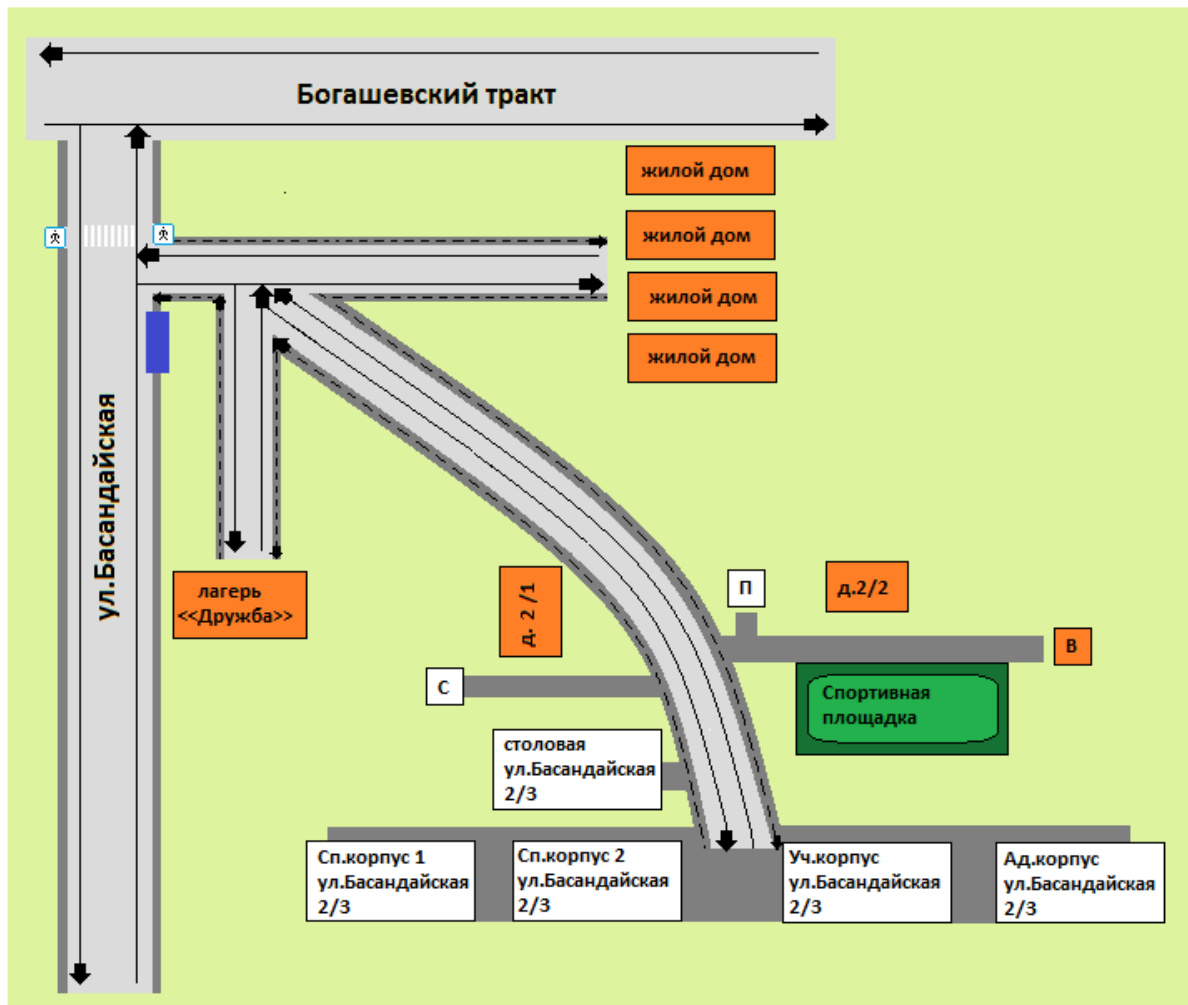 Богашевский тракт
жилой дом
жилой дом
жилой дом
жилой дом
ул.Басандайская
лагерь
<<Дружба>>
д. 2 /1
П
д.2/2
В
С
Спортивная
площадка
столовая
ул.Басандайская
2/3
Сп.корпус 1
ул.Басандайская
2/3
Сп.корпус 2
ул.Басандайская
2/3
Уч.корпус
ул.Басандайская
2/3
Ад.корпус
ул.Басандайская
2/3